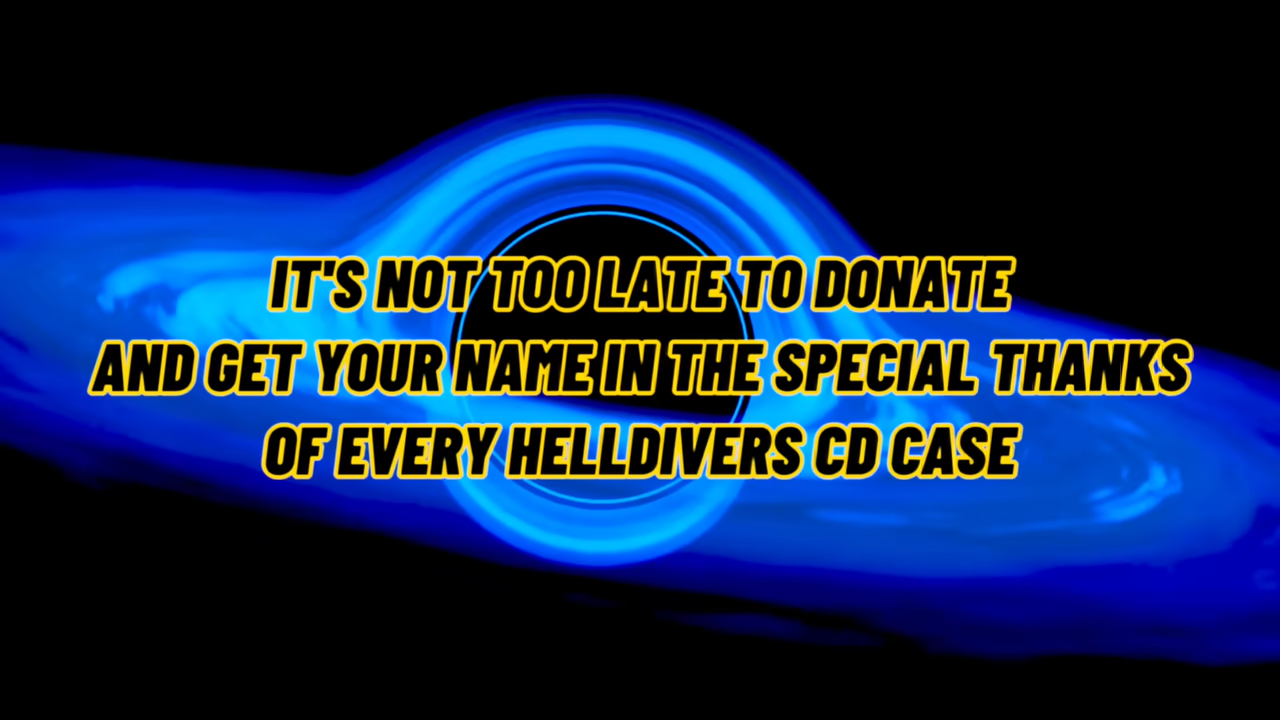 IT'S NOT TOO LATE TO DONATE
AND GET YOUR NAME IN THE SPECIAL THANKS
OF EVERY HELLDIVERS CD CASE